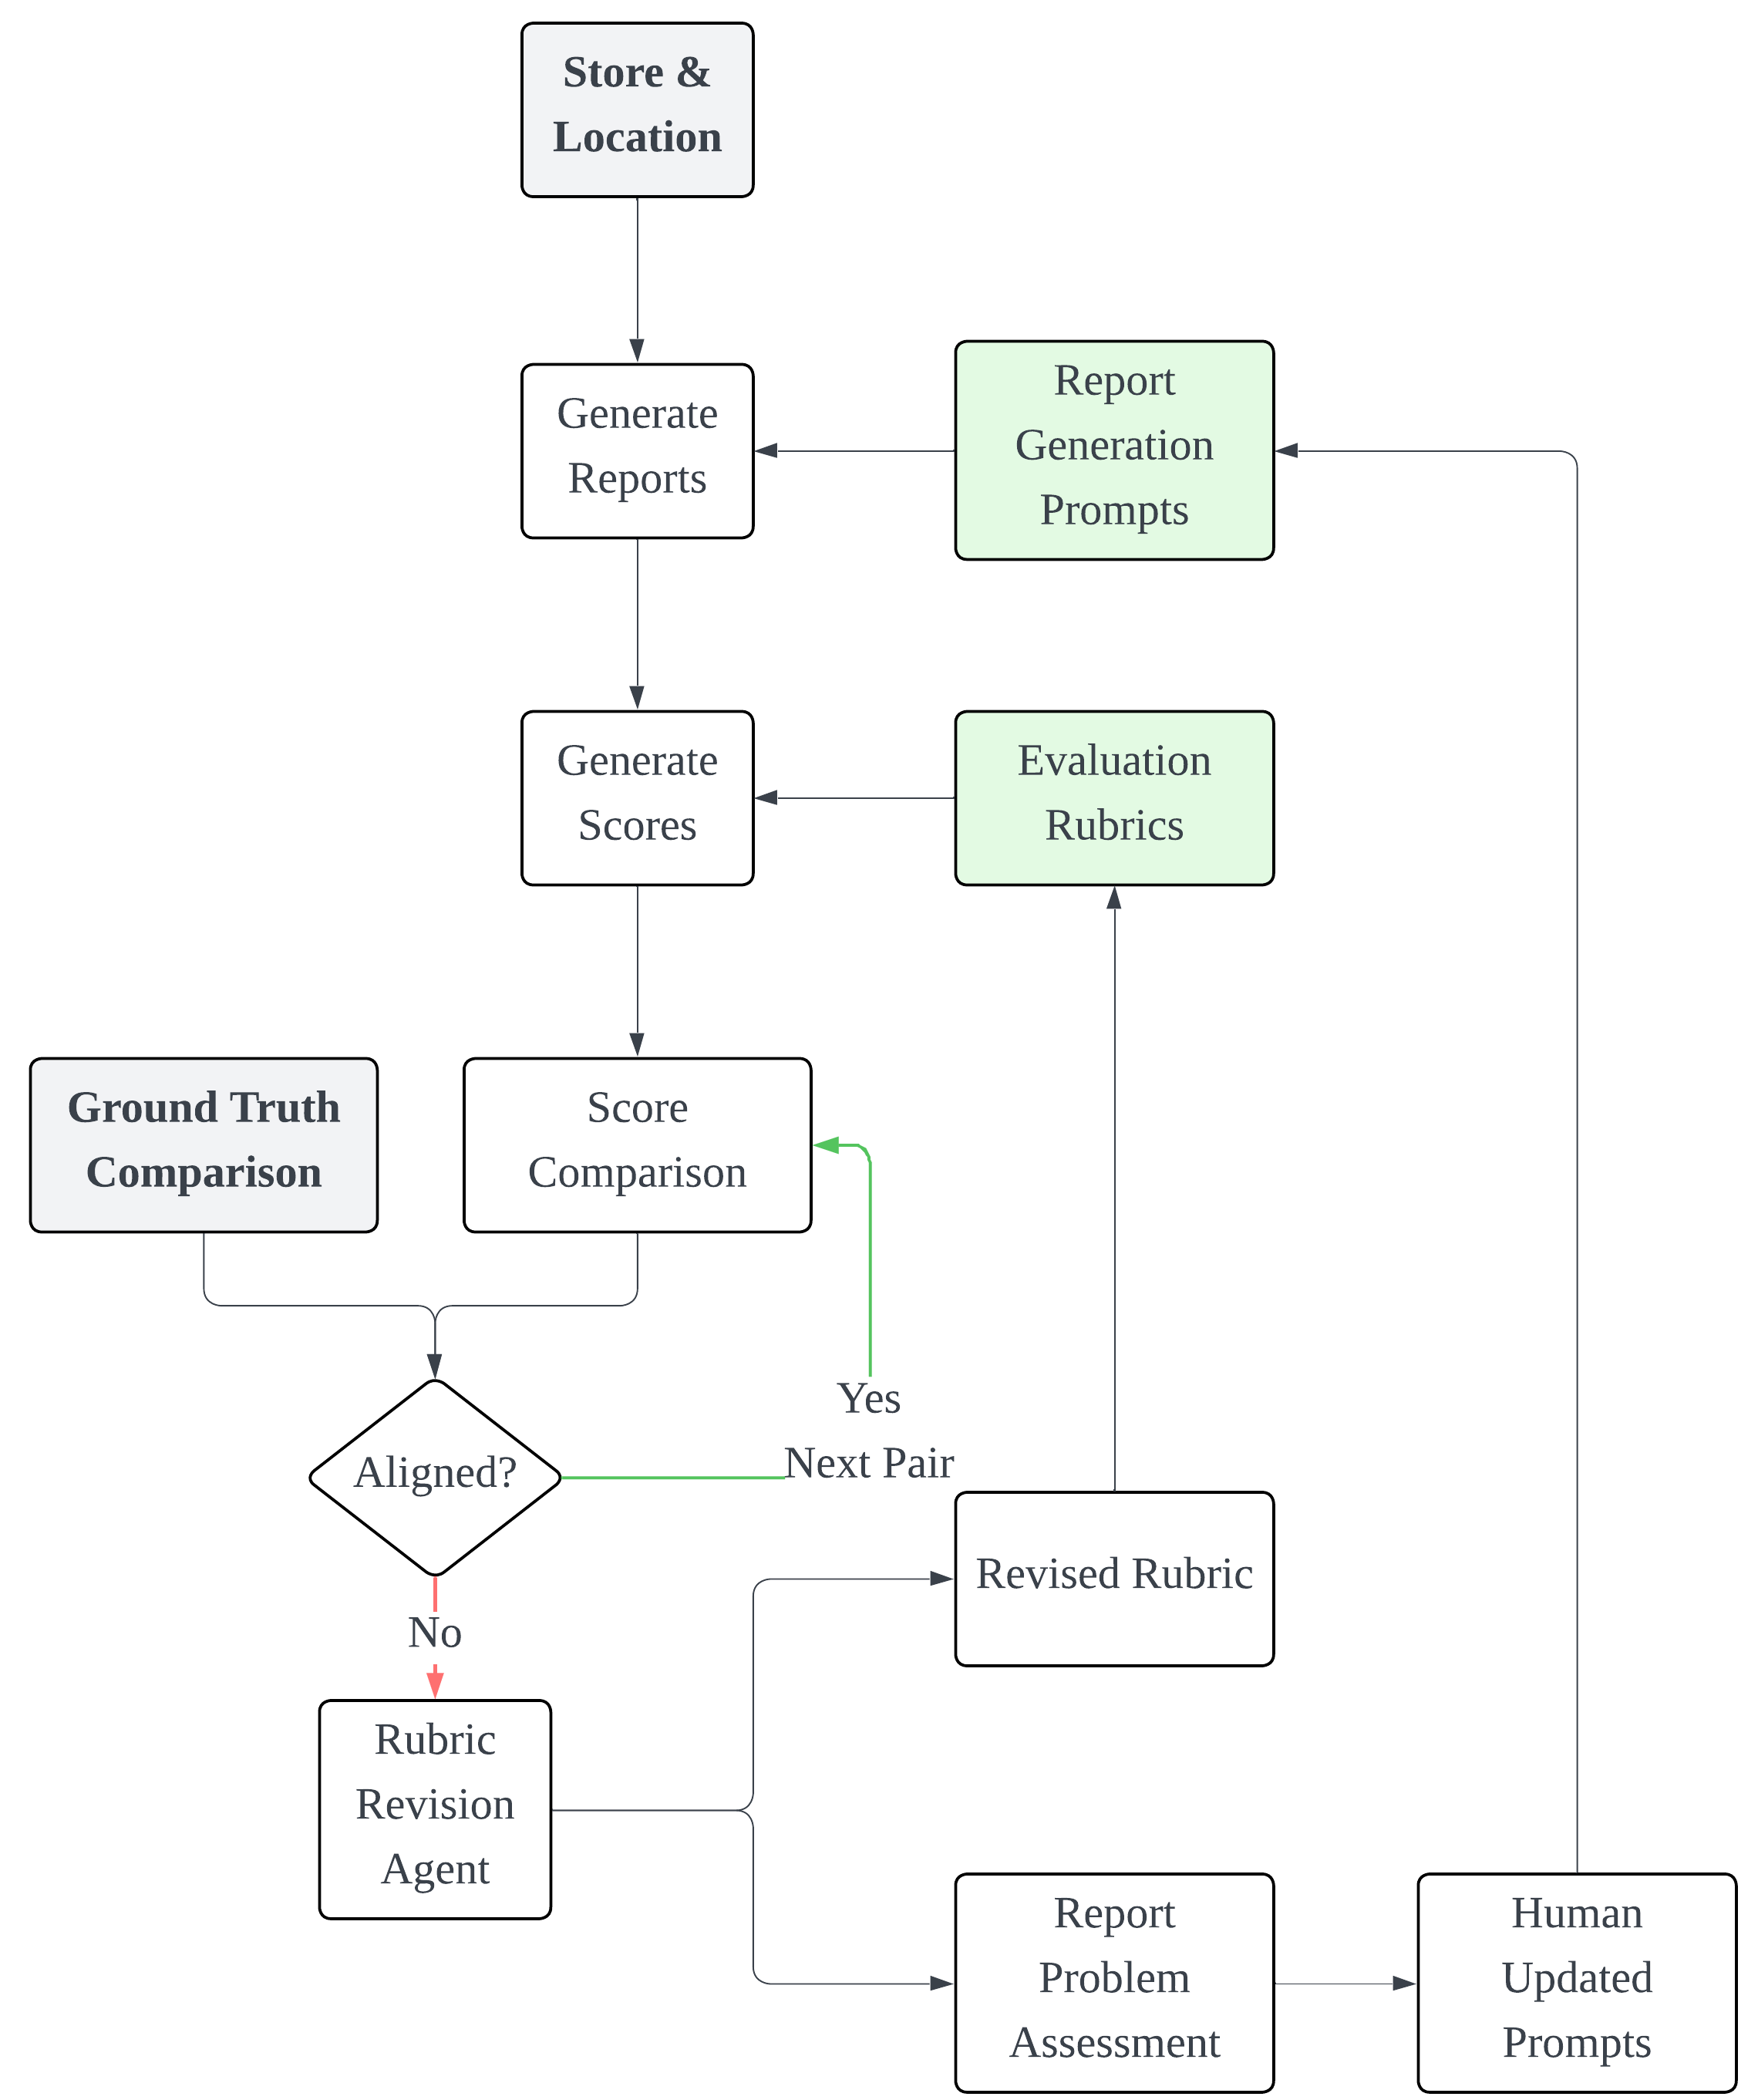 Store &
Location
Generate
Reports
Report
Generation
Prompts
Generate
Scores
Evaluation
Rubrics
Ground Truth
Comparison
Score
Comparison
Aligned?
Yes
Next Pair
No
Revised Rubric
Rubric
Revision
Agent
Report
Problem
Assessment
Human
Updated
Prompts